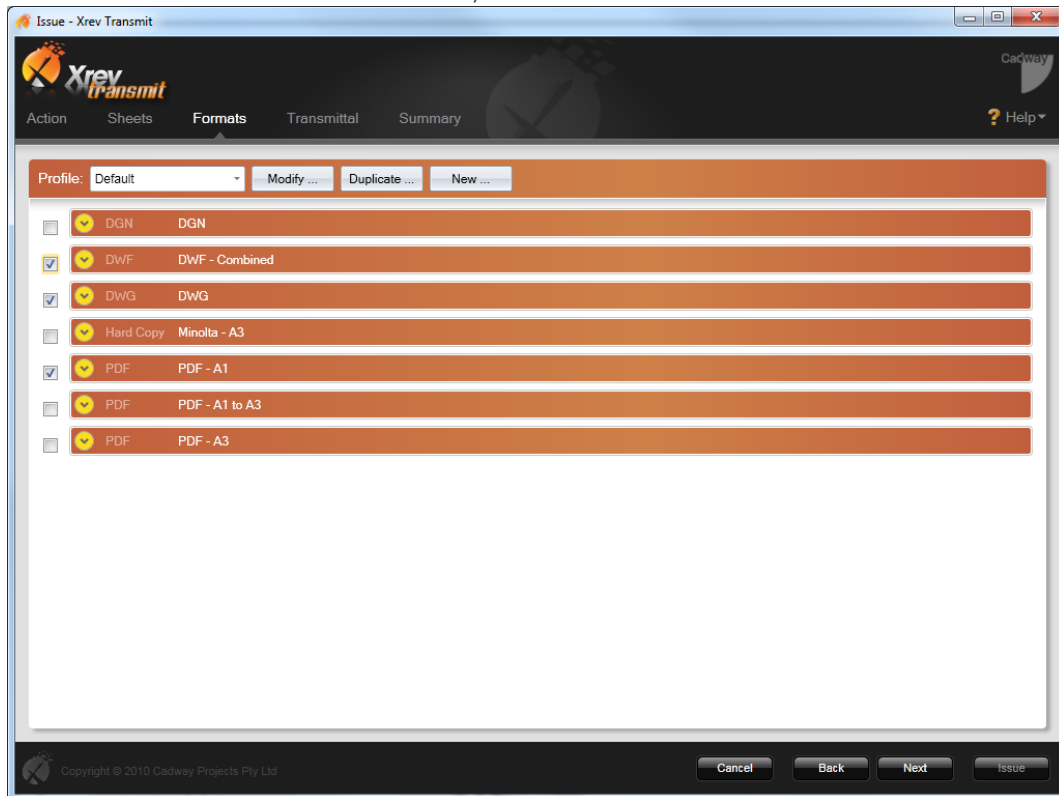 Issue - Xrev Transmit
Xrev
transmit
Cadway
Action Sheets Formats Transmittal Summary ? Help
Profile: Default Modify ... Duplicate ... New ...
DGN DGN
DWF DWF - Combined
DWG DWG
Hard Copy Minolta - A3
PDF PDF - A1
PDF PDF - A1 to A3
PDF PDF - A3
Copyright © 2010 Cadway Projects Pty Ltd
Cancel Back Next Issue